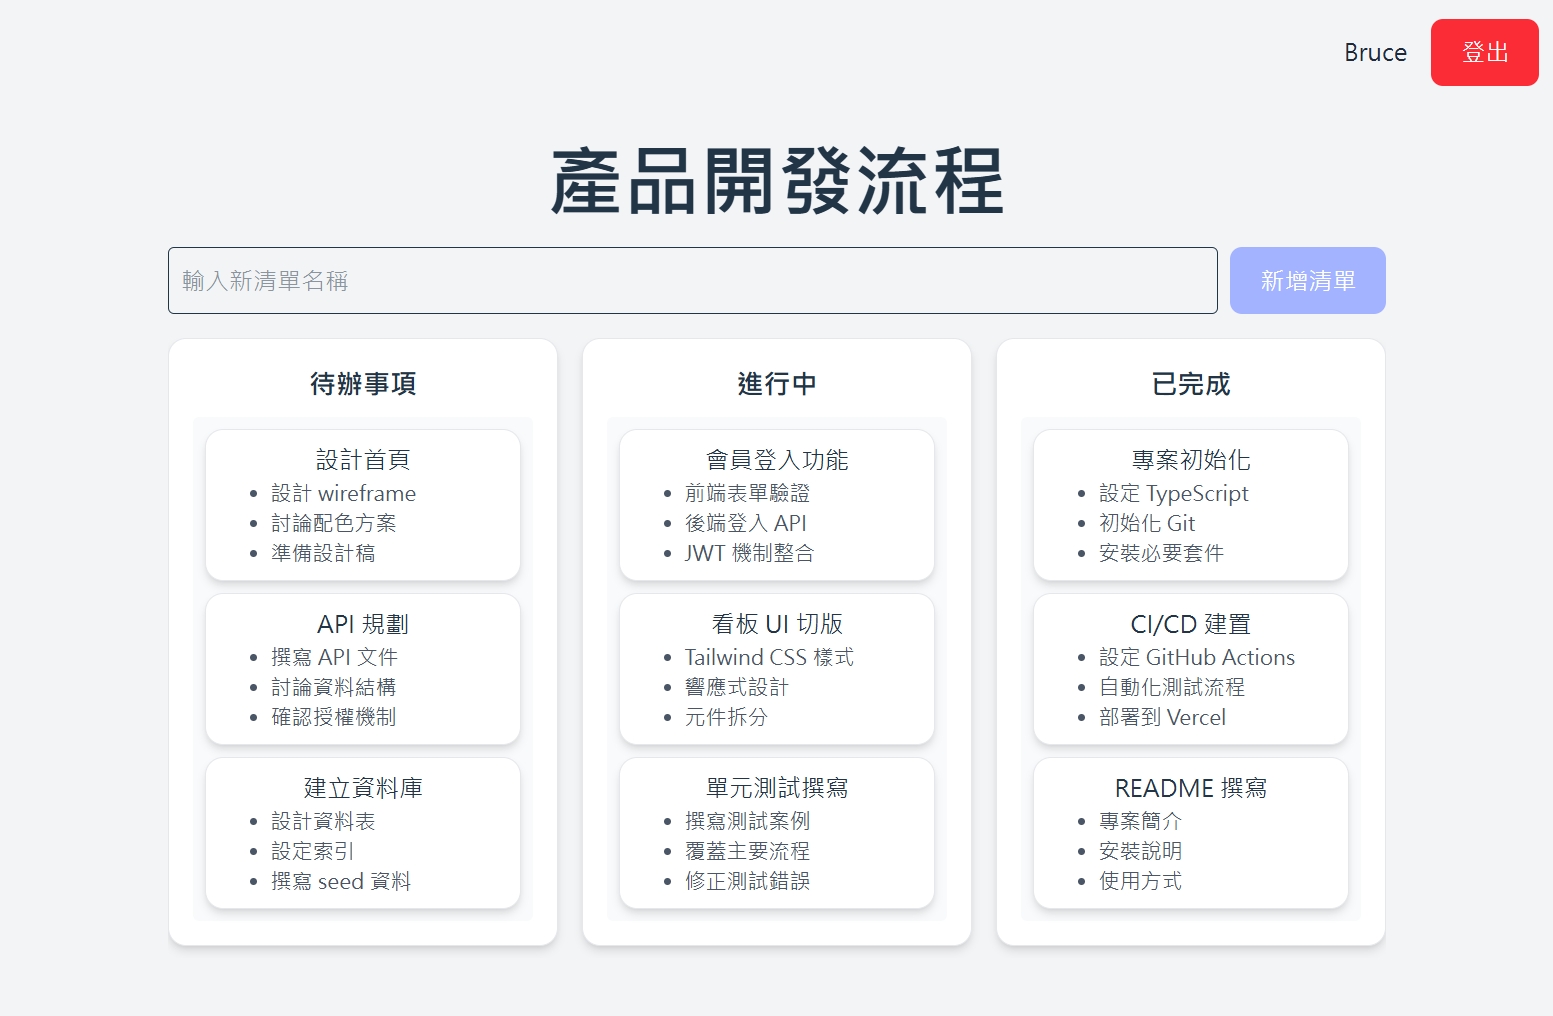 Bruce
登出
產品開發流程
輸入新清單名稱
新增清單
待辦事項
設計首頁
設計 wireframe
討論配色方案
準備設計稿
API 規劃
撰寫 API 文件
討論資料結構
確認授權機制
建立資料庫
設計資料表
設定索引
撰寫 seed 資料
進行中
會員登入功能
前端表單驗證
後端登入 API
JWT 機制整合
看板 UI 切版
Tailwind CSS 樣式
響應式設計
元件拆分
單元測試撰寫
撰寫測試案例
覆蓋主要流程
修正測試錯誤
已完成
專案初始化
設定 TypeScript
初始化 Git
安裝必要套件
CI/CD 建置
設定 GitHub Actions
自動化測試流程
部署到 Vercel
README 撰寫
專案簡介
安裝說明
使用方式